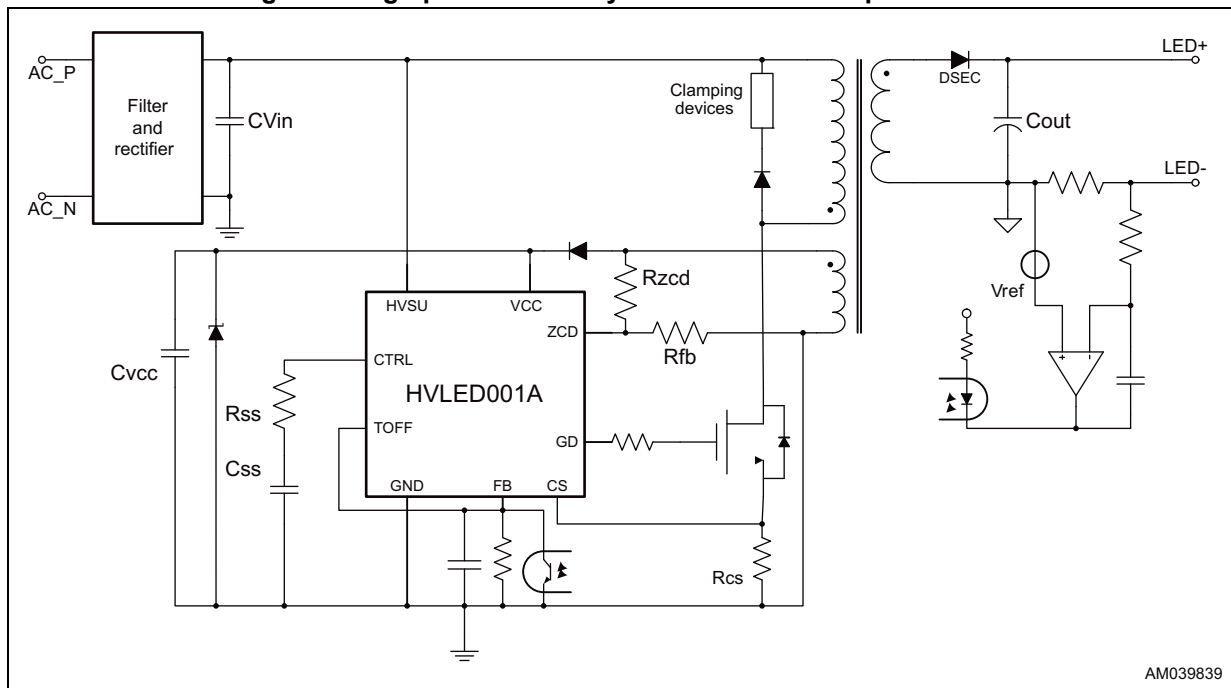 AC_P
Filter
and
rectifier
CVin
AC_N
Clamping
devices
DSEC
LED+
Cout
LED-
Vref
+
-
Rzcd
Rfb
HVSU
VCC
ZCD
CTRL
HVLED001A
TOFF
GD
GND
FB
CS
Cvcc
Rss
Css
Rcs
AM039839